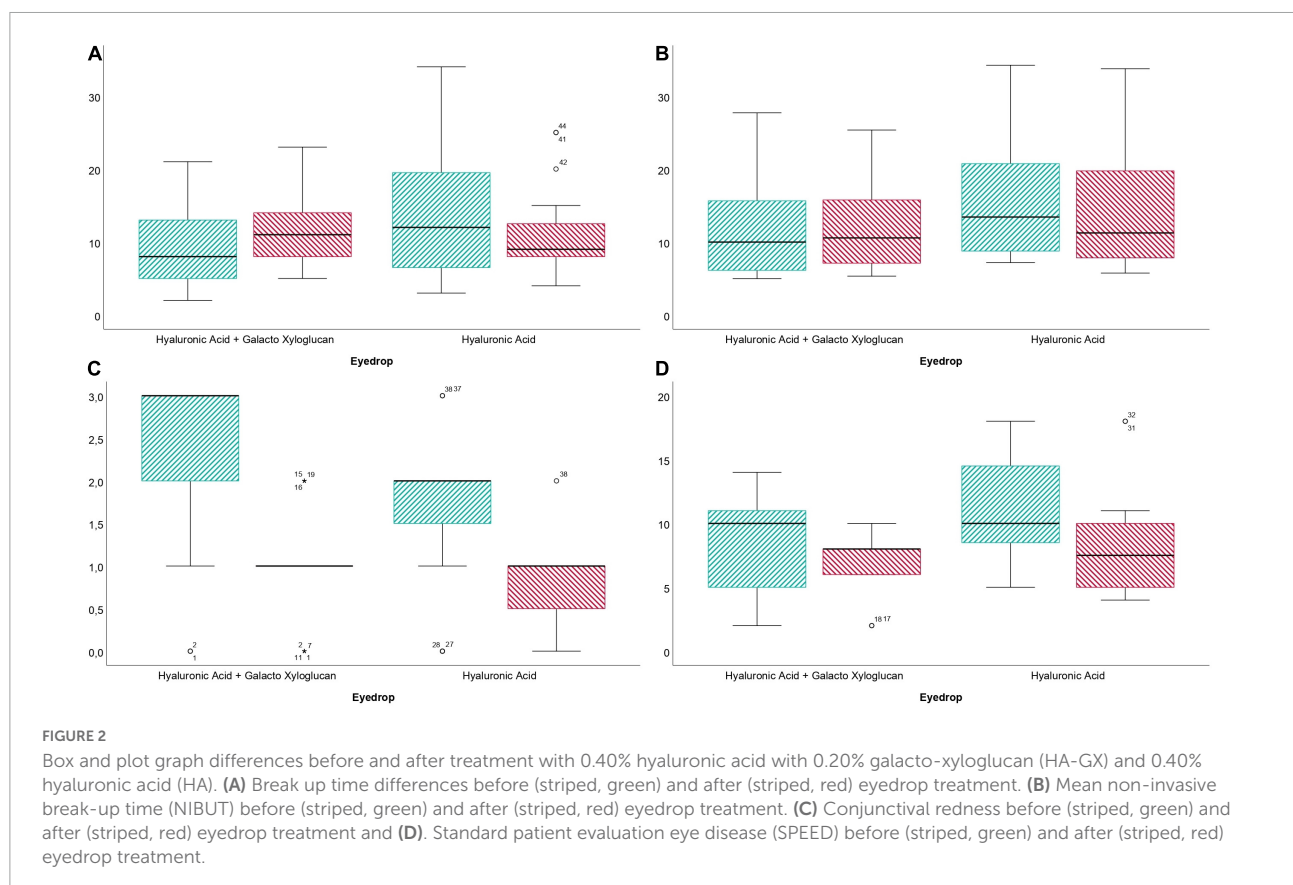 A
30
20
10
0
44
41
42
Hyaluronic Acid + Galacto Xyloglucan
Hyaluronic Acid
Eyedrop
B
30
20
10
0
Hyaluronic Acid + Galacto Xyloglucan
Hyaluronic Acid
Eyedrop
C
3,0
2,5
2,0
1,5
1,0
0,5
0,0
2
1
15 19
16
2 7
11 1
38 37
28 27
38
Hyaluronic Acid + Galacto Xyloglucan
Hyaluronic Acid
Eyedrop
D
20
15
10
5
0
18 17
32
31
Hyaluronic Acid + Galacto Xyloglucan
Hyaluronic Acid
Eyedrop
FIGURE 2
Box and plot graph differences before and after treatment with 0.40% hyaluronic acid with 0.20% galacto-xyloglucan (HA-GX) and 0.40%
hyaluronic acid (HA). (A) Break up time differences before (striped, green) and after (striped, red) eyedrop treatment. (B) Mean non-invasive
break-up time (NIBUT) before (striped, green) and after (striped, red) eyedrop treatment. (C) Conjunctival redness before (striped, green) and
after (striped, red) eyedrop treatment and (D). Standard patient evaluation eye disease (SPEED) before (striped, green) and after (striped, red)
eyedrop treatment.